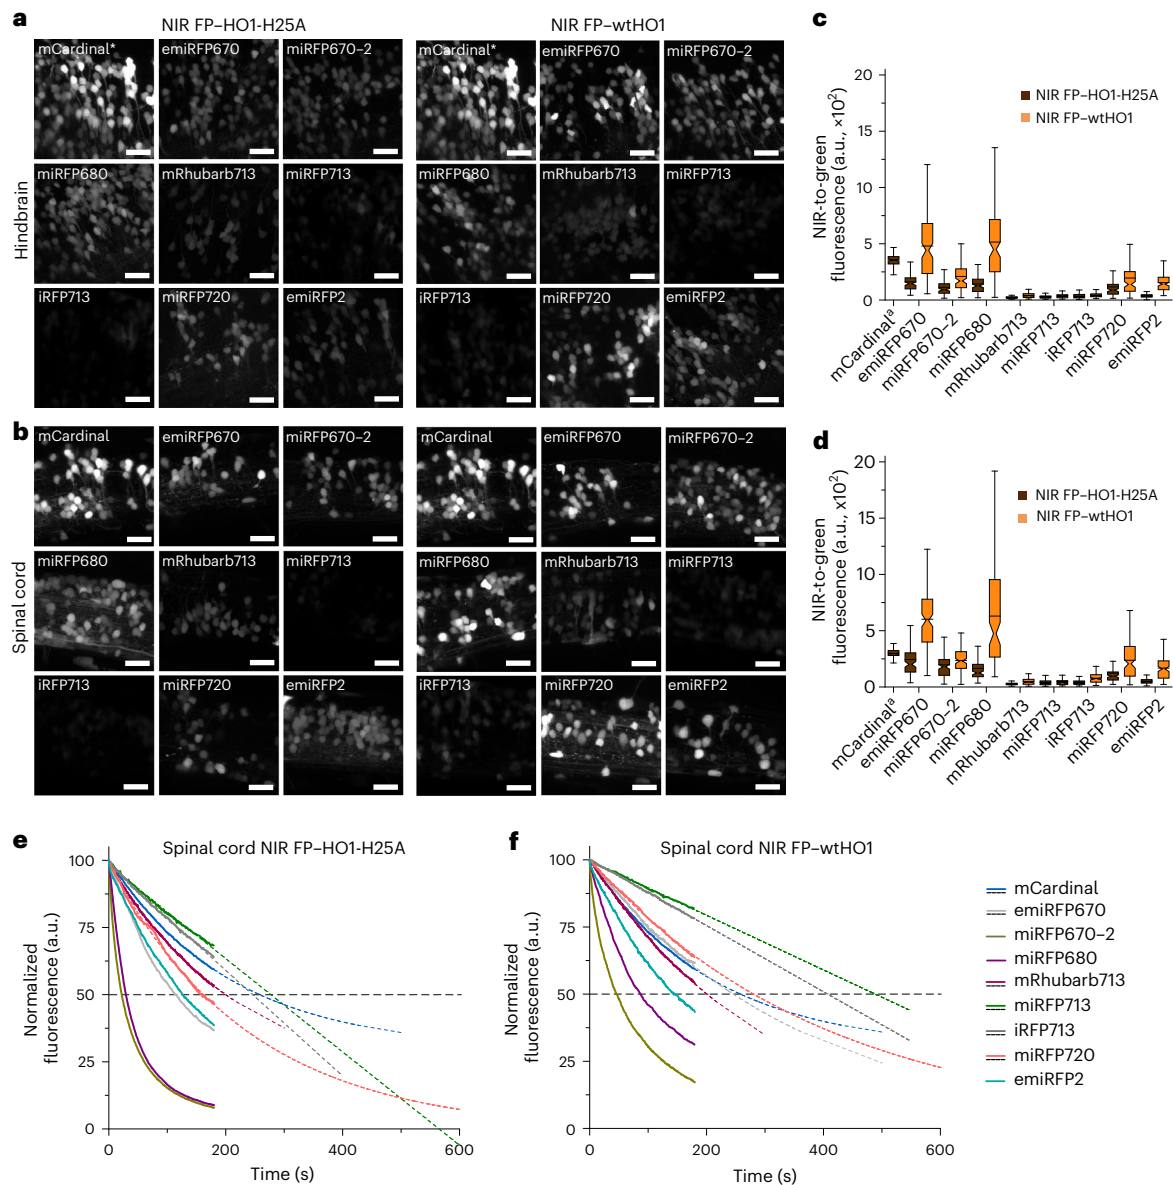 a
NIR FP–HO1-H25A
NIR FP–wtHO1
mCardinal*
emiRFP670
miRFP670–2
mCardinal*
emiRFP670
miRFP670–2
miRFP680
mRhubarb713
miRFP713
miRFP680
mRhubarb713
miRFP713
iRFP713
miRFP720
emiRFP2
iRFP713
miRFP720
emiRFP2
Hindbrain
b
mCardinal
emiRFP670
miRFP670–2
mCardinal
emiRFP670
miRFP670–2
miRFP680
mRhubarb713
miRFP713
miRFP680
mRhubarb713
miRFP713
iRFP713
miRFP720
emiRFP2
iRFP713
miRFP720
emiRFP2
Spinal cord
c
NIR-to-green
fluorescence (a.u., ×10²)
20
15
10
5
0
NIR FP–HO1-H25A
NIR FP–wtHO1
mCardinalª
emiRFP670
miRFP670–2
miRFP680
mRhubarb713
miRFP713
iRFP713
miRFP720
emiRFP2
d
NIR-to-green
fluorescence (a.u., x10²)
20
15
10
5
0
NIR FP–HO1-H25A
NIR FP–wtHO1
mCardinalª
emiRFP670
miRFP670–2
miRFP680
mRhubarb713
miRFP713
iRFP713
miRFP720
emiRFP2
e
Spinal cord NIR FP–HO1-H25A
Normalized
fluorescence (a.u.)
100
75
50
25
0
0
200
400
600
Time (s)
f
Spinal cord NIR FP–wtHO1
Normalized
fluorescence (a.u.)
100
75
50
25
0
0
200
400
600
Time (s)
mCardinal
emiRFP670
miRFP670–2
miRFP680
mRhubarb713
miRFP713
iRFP713
miRFP720
emiRFP2